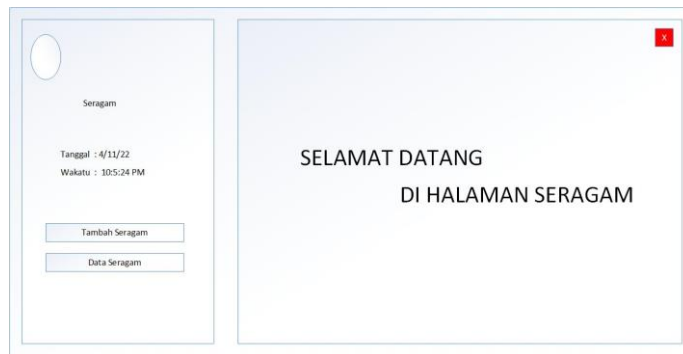 Seragam
Tanggal : 4/11/22
Wakatu : 10:5:24 PM
Tambah Seragam
Data Seragam
X
SELAMAT DATANG
DI HALAMAN SERAGAM